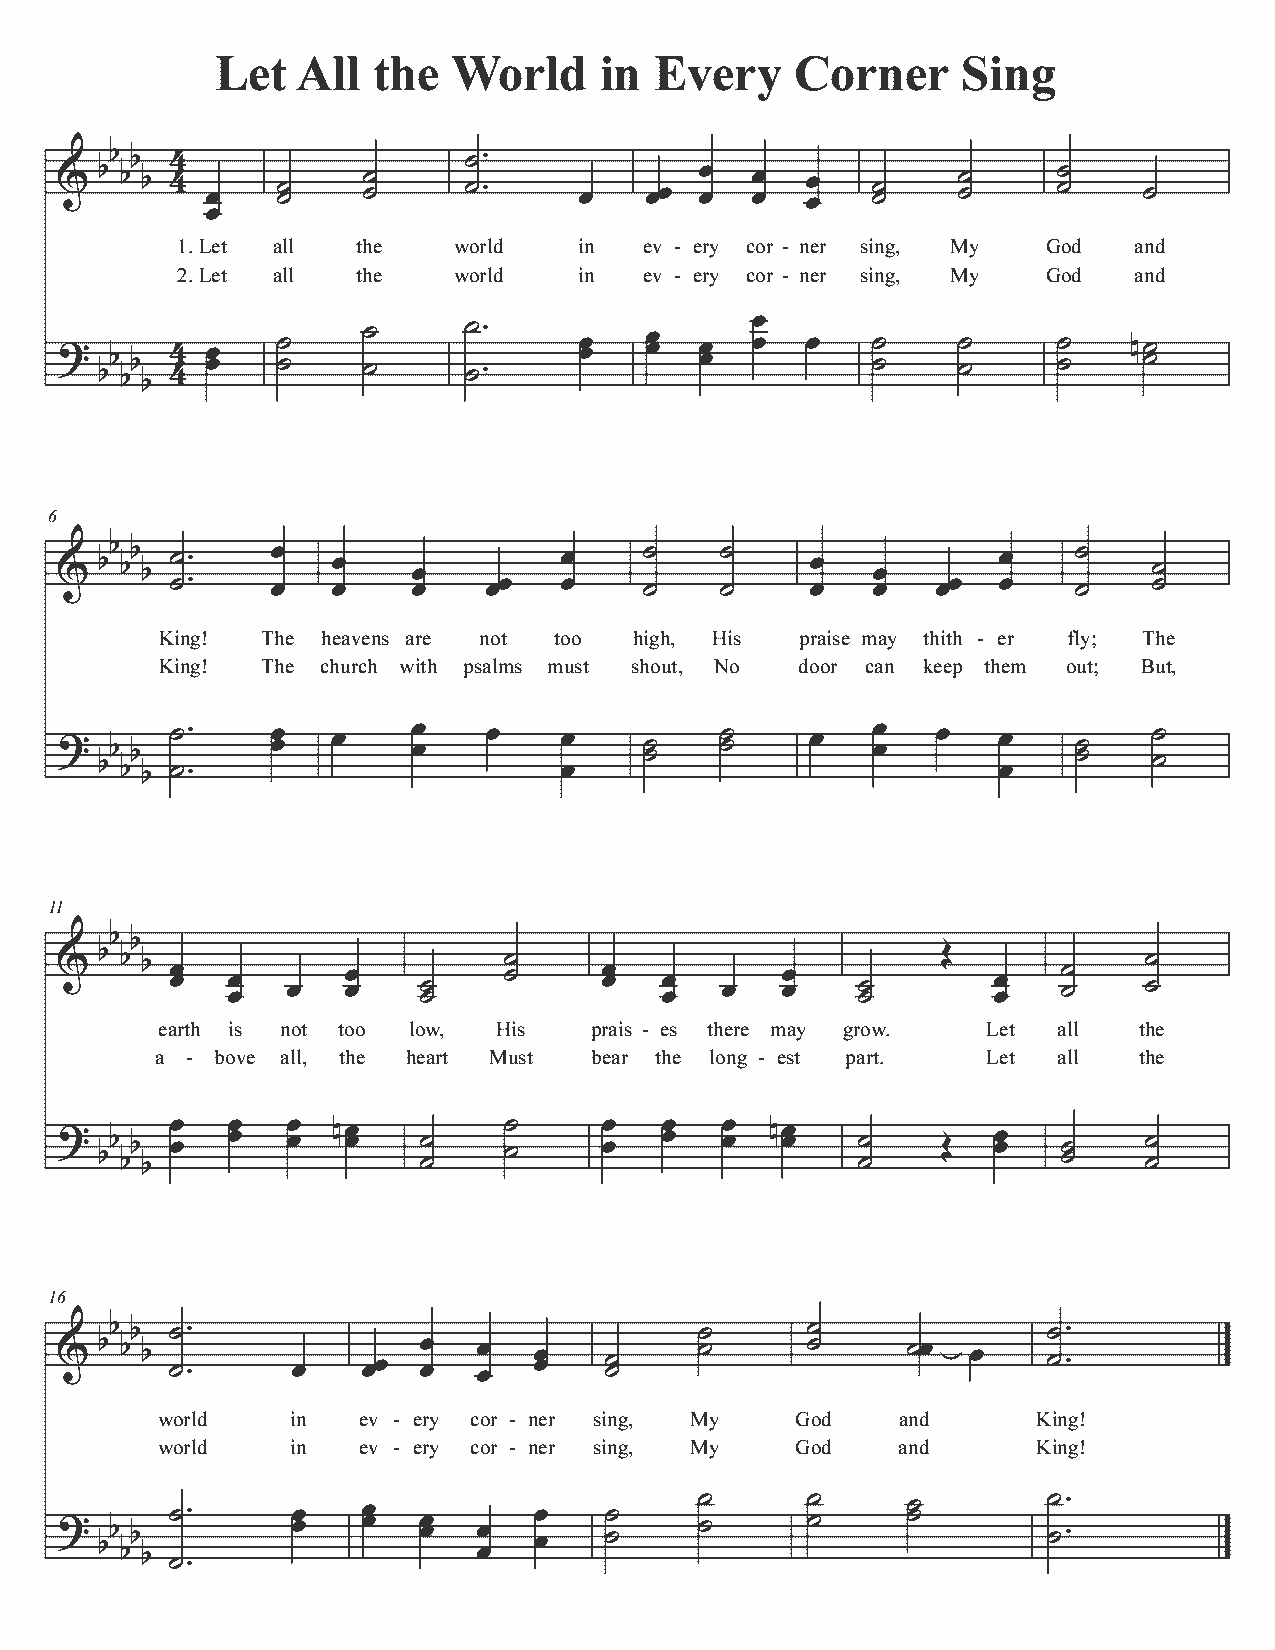 Let All the World in Every Corner Sing
1. Let all the world in ev - ery cor - ner sing, My God and
2. Let all the world in ev - ery cor - ner sing, My God and
6
King! The heavens are not too high, His praise may thith - er fly; The
King! The church with psalms must shout, No door can keep them out; But,
11
earth is not too low, His prais - es there may grow. Let all the
a - bove all, the heart Must bear the long - est part. Let all the
16
world in ev - ery cor - ner sing, My God and King!
world in ev - ery cor - ner sing, My God and King!